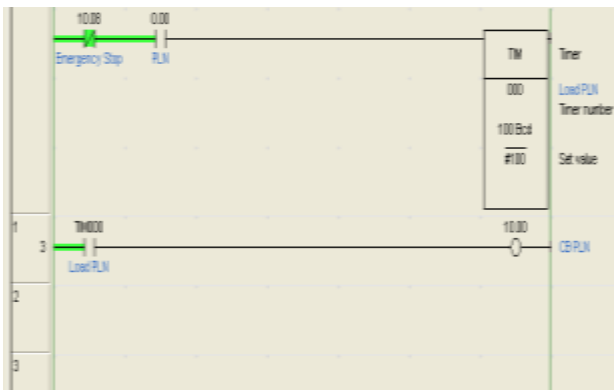 10.08 0.00
Emergency Stop PLN
TIM Timer
000 Load PLN
Timer number
100 Bcd
#100 Set value
1
3
TIM000 10.00
CB PLN
Load PLN
2
3